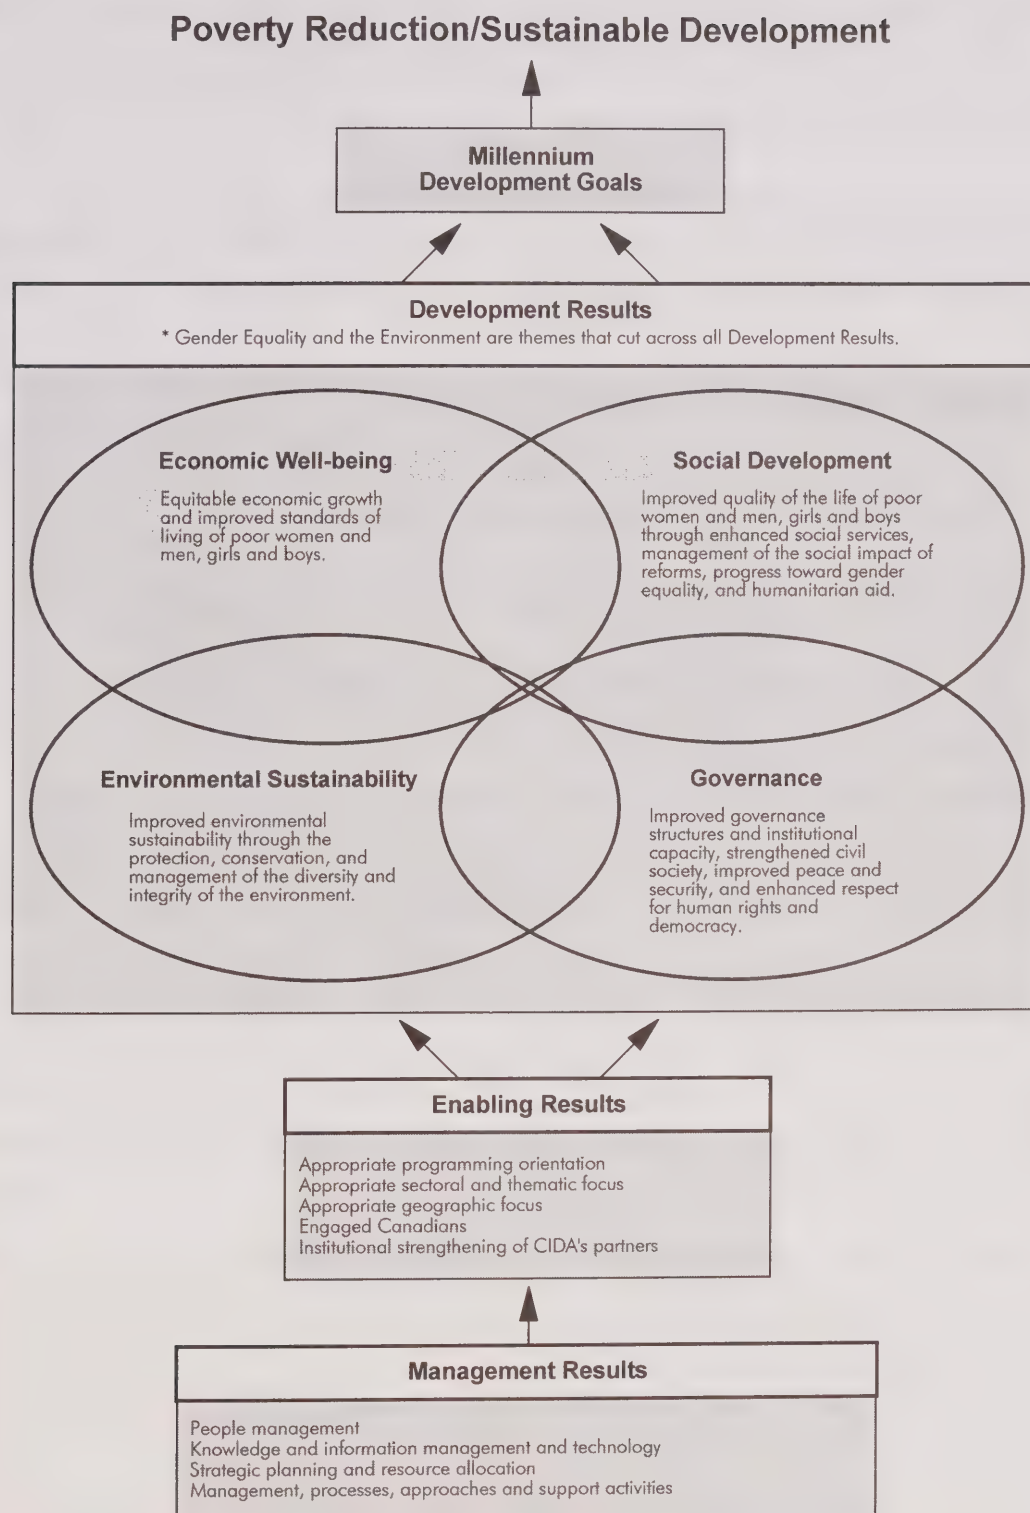 Poverty Reduction/Sustainable Development
Millennium
Development Goals
Development Results
* Gender Equality and the Environment are themes that cut across all Development Results.
Economic Well-being
Equitable economic growth
and improved standards of
living of poor women and
men, girls and boys.
Social Development
Improved quality of the life of poor
women and men, girls and boys
through enhanced social services,
management of the social impact of
reforms, progress toward gender
equality, and humanitarian aid.
Environmental Sustainability
Improved environmental
sustainability through the
protection, conservation, and
management of the diversity and
integrity of the environment.
Governance
Improved governance
structures and institutional
capacity, strengthened civil
society, improved peace and
security, and enhanced respect
for human rights and
democracy.
Enabling Results
Appropriate programming orientation
Appropriate sectoral and thematic focus
Appropriate geographic focus
Engaged Canadians
Institutional strengthening of CIDA's partners
Management Results
People management
Knowledge and information management and technology
Strategic planning and resource allocation
Management, processes, approaches and support activities